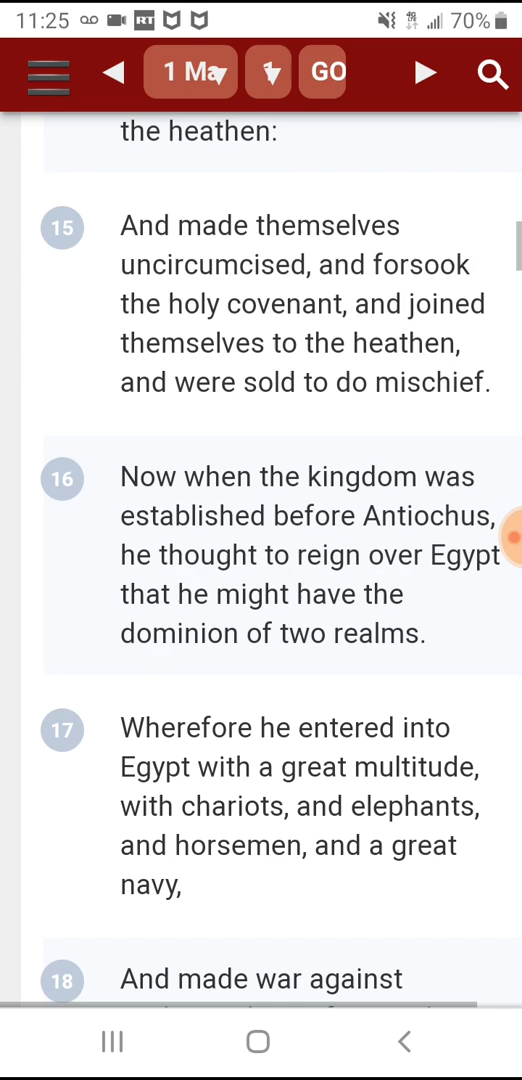 11:25 RT 70%
1 Ma 1 GO
the heathen:
15 And made themselves
uncircumcised, and forsook
the holy covenant, and joined
themselves to the heathen,
and were sold to do mischief.
16 Now when the kingdom was
established before Antiochus,
he thought to reign over Egypt
that he might have the
dominion of two realms.
17 Wherefore he entered into
Egypt with a great multitude,
with chariots, and elephants,
and horsemen, and a great
navy,
18 And made war against